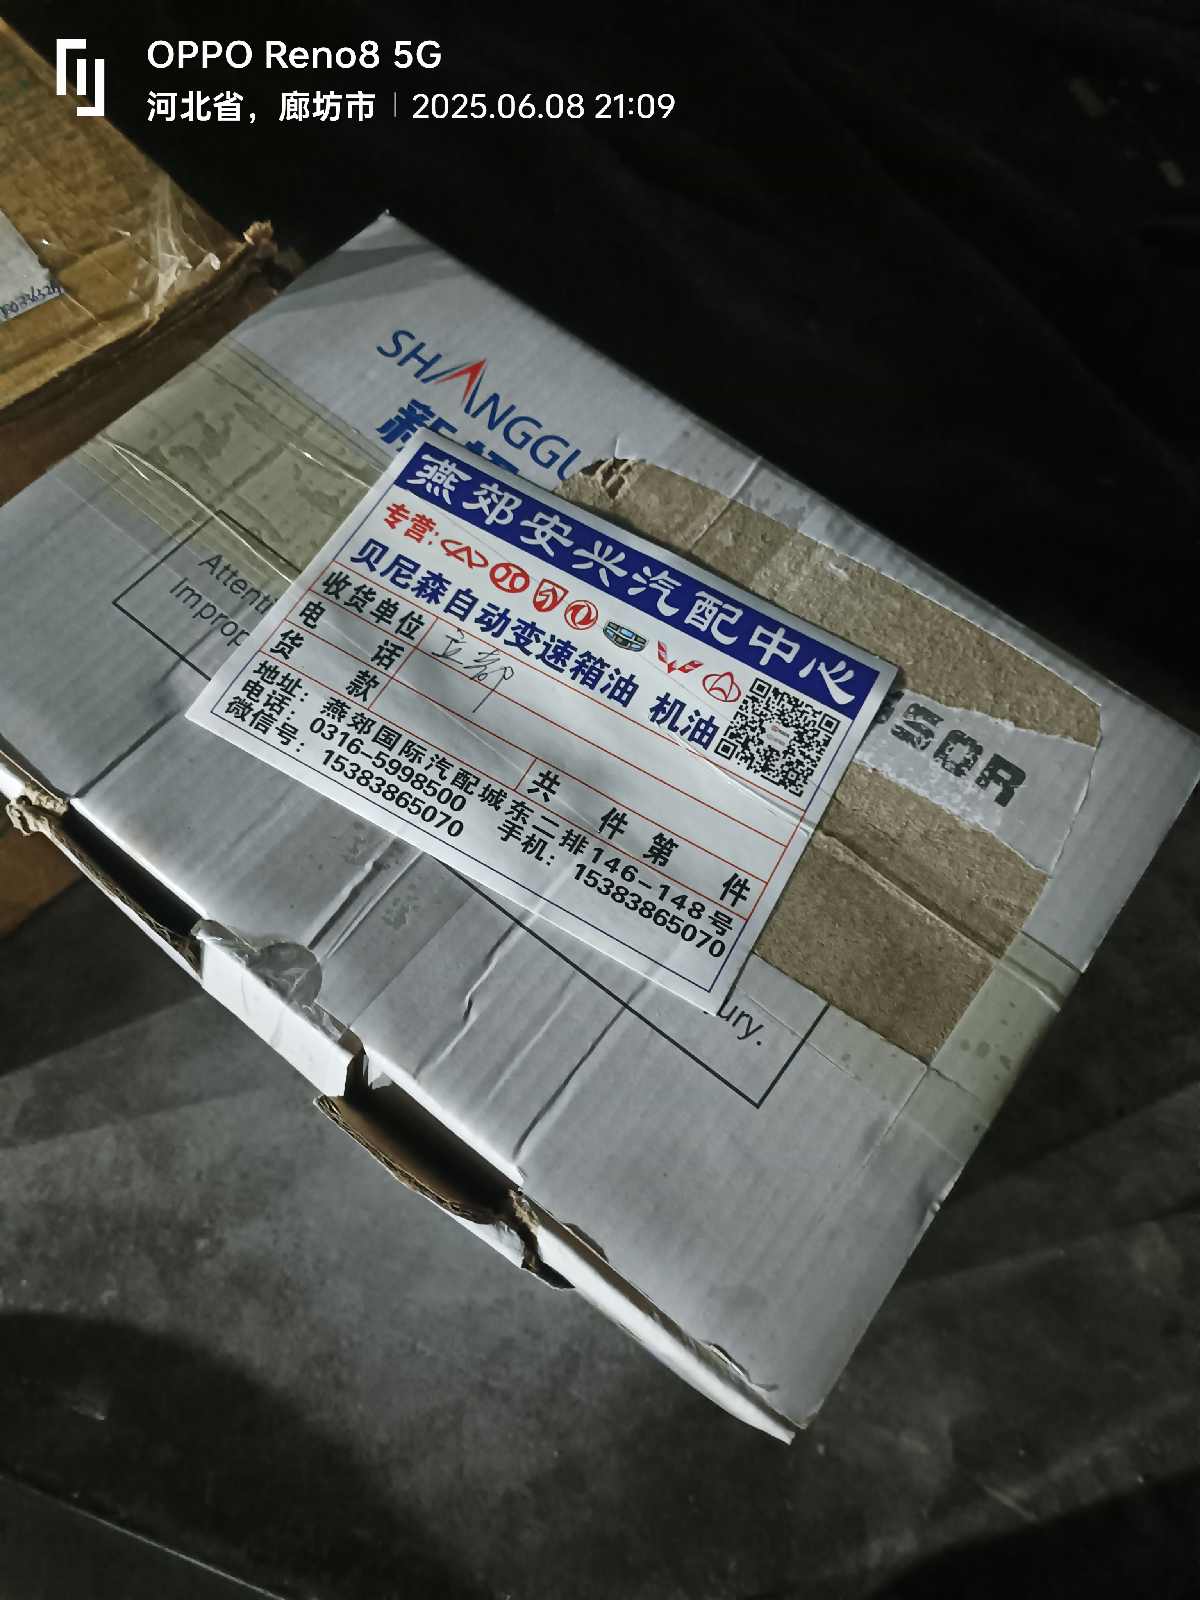 OPPO Reno8 5G
河北省，廊坊市 | 2025.06.08 21:09
SHANGGU
新
燕郊安兴汽配中心
专营:
贝尼森自动变速箱油 机油
收货单位 立都
电话
货款
共 件 第 件
地址：燕郊国际汽配城东二排146-148号
电话：0316-5998500 手机：15383865070
微信号：15383865070
SOR
Attenti
Improp
ury.